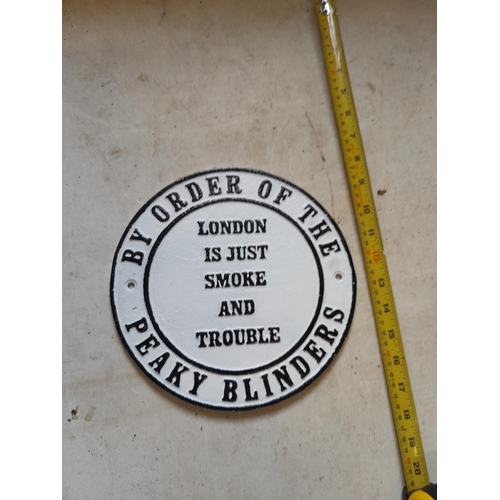 BY ORDER OF THE
LONDON
IS JUST
SMOKE
AND
TROUBLE
PEAKY BLINDERS